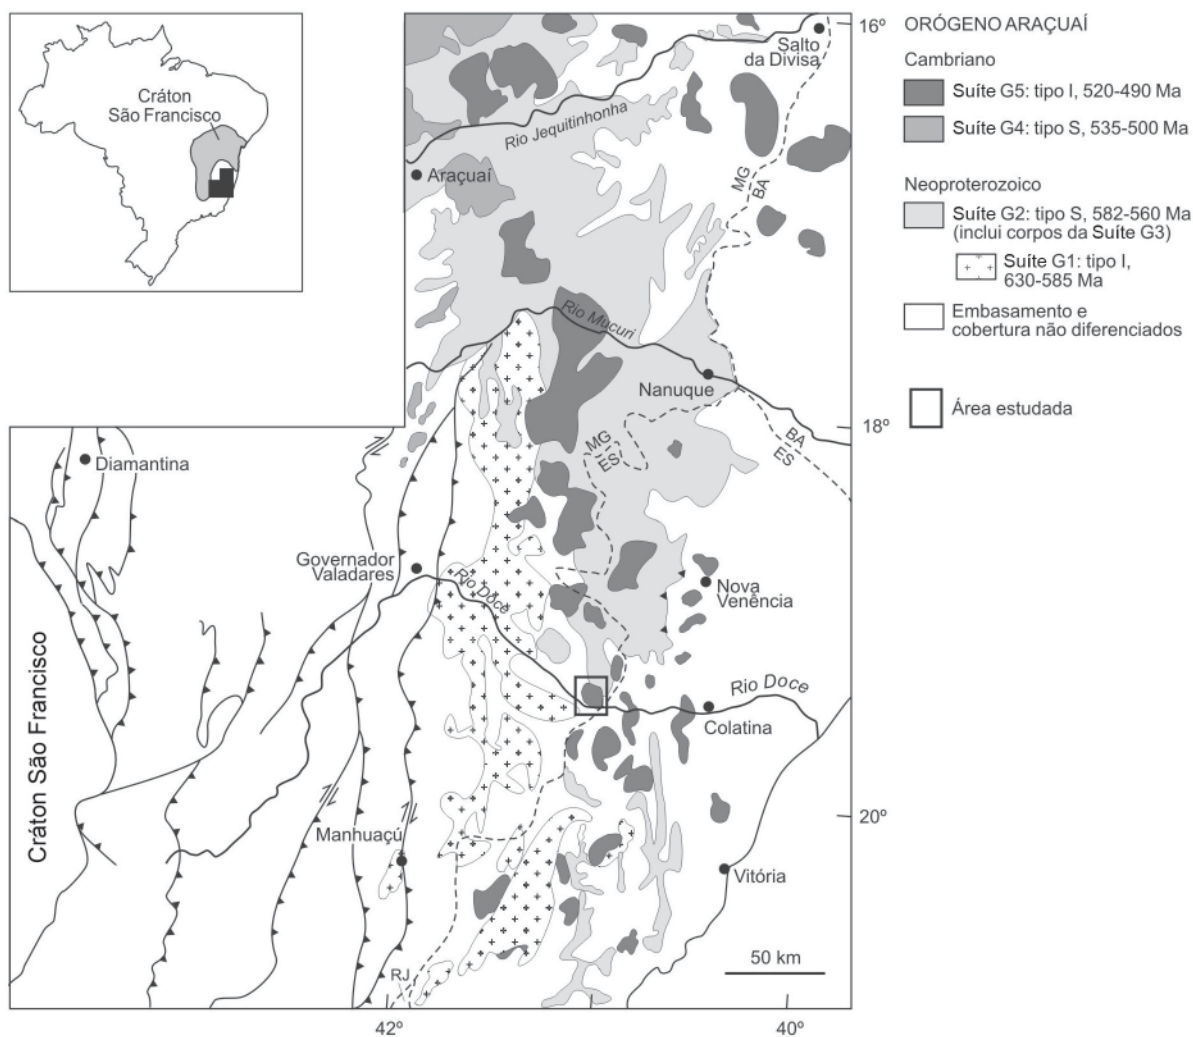 Cráton
São Francisco
Salto
da Divisa
Rio Jequitinhonha
Araçuaí
MG
BA
Rio Mucuri
Nanuque
MG
ES
BA
ES
Diamantina
Governador
Valadares
Rio Doce
Nova
Venência
Rio Doce
Colatina
Cráton São Francisco
Manhuaçú
Vitória
RJ
50 km
16º
18º
20º
42º
40º
ORÓGENO ARAÇUAÍ
Cambriano
Suíte G5: tipo I, 520-490 Ma
Suíte G4: tipo S, 535-500 Ma
Neoproterozoico
Suíte G2: tipo S, 582-560 Ma
(inclui corpos da Suíte G3)
Suíte G1: tipo I,
630-585 Ma
Embasamento e
cobertura não diferenciados
Área estudada